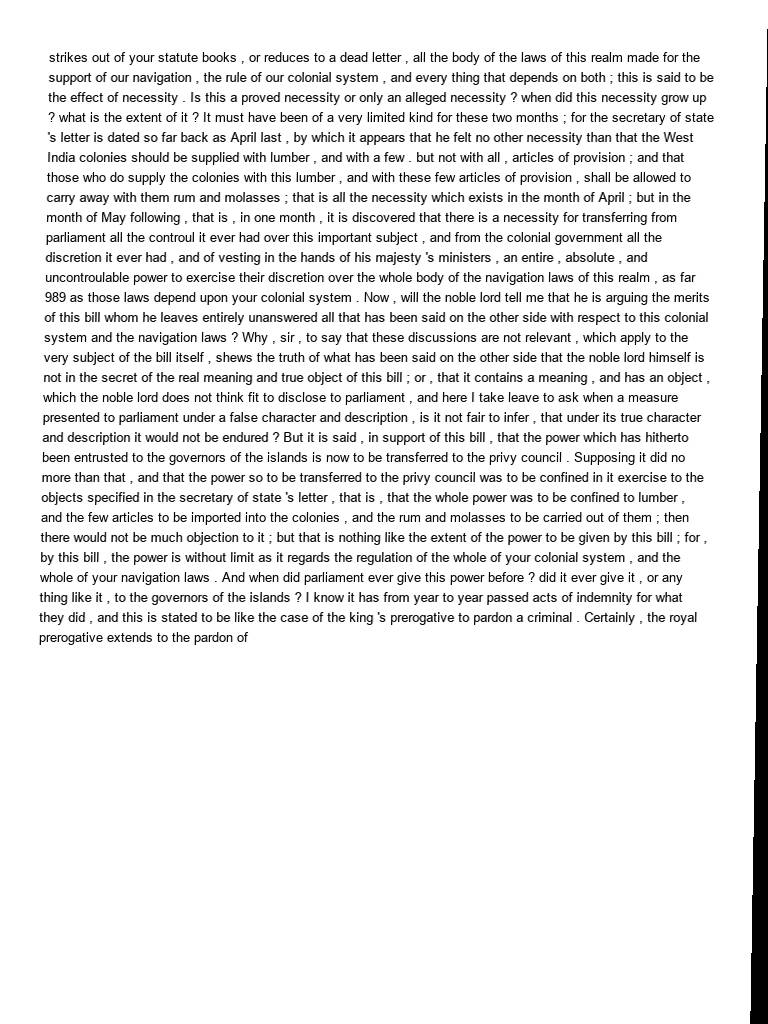 strikes out of your statute books , or reduces to a dead letter , all the body of the laws of this realm made for the
support of our navigation , the rule of our colonial system , and every thing that depends on both ; this is said to be
the effect of necessity . Is this a proved necessity or only an alleged necessity ? when did this necessity grow up
? what is the extent of it ? It must have been of a very limited kind for these two months ; for the secretary of state
's letter is dated so far back as April last , by which it appears that he felt no other necessity than that the West
India colonies should be supplied with lumber , and with a few . but not with all , articles of provision ; and that
those who do supply the colonies with this lumber , and with these few articles of provision , shall be allowed to
carry away with them rum and molasses ; that is all the necessity which exists in the month of April ; but in the
month of May following , that is , in one month , it is discovered that there is a necessity for transferring from
parliament all the controul it ever had over this important subject , and from the colonial government all the
discretion it ever had , and of vesting in the hands of his majesty 's ministers , an entire , absolute , and
uncontroulable power to exercise their discretion over the whole body of the navigation laws of this realm , as far
989 as those laws depend upon your colonial system . Now , will the noble lord tell me that he is arguing the merits
of this bill whom he leaves entirely unanswered all that has been said on the other side with respect to this colonial
system and the navigation laws ? Why , sir , to say that these discussions are not relevant , which apply to the
very subject of the bill itself , shews the truth of what has been said on the other side that the noble lord himself is
not in the secret of the real meaning and true object of this bill ; or , that it contains a meaning , and has an object ,
which the noble lord does not think fit to disclose to parliament , and here I take leave to ask when a measure
presented to parliament under a false character and description , is it not fair to infer , that under its true character
and description it would not be endured ? But it is said , in support of this bill , that the power which has hitherto
been entrusted to the governors of the islands is now to be transferred to the privy council . Supposing it did no
more than that , and that the power so to be transferred to the privy council was to be confined in it exercise to the
objects specified in the secretary of state 's letter , that is , that the whole power was to be confined to lumber ,
and the few articles to be imported into the colonies , and the rum and molasses to be carried out of them ; then
there would not be much objection to it ; but that is nothing like the extent of the power to be given by this bill ; for ,
by this bill , the power is without limit as it regards the regulation of the whole of your colonial system , and the
whole of your navigation laws . And when did parliament ever give this power before ? did it ever give it , or any
thing like it , to the governors of the islands ? I know it has from year to year passed acts of indemnity for what
they did , and this is stated to be like the case of the king 's prerogative to pardon a criminal . Certainly , the royal
prerogative extends to the pardon of